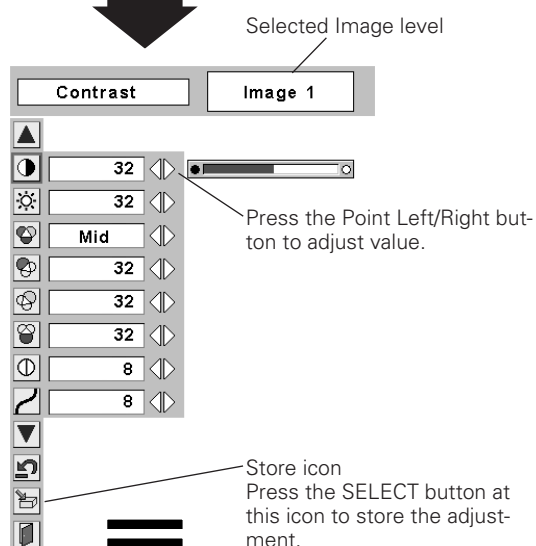 Selected Image level
Contrast
Image 1
32
32
Press the Point Left/Right but-
ton to adjust value.
Mid
32
32
32
8
8
Store icon
Press the SELECT button at
this icon to store the adjust-
ment.